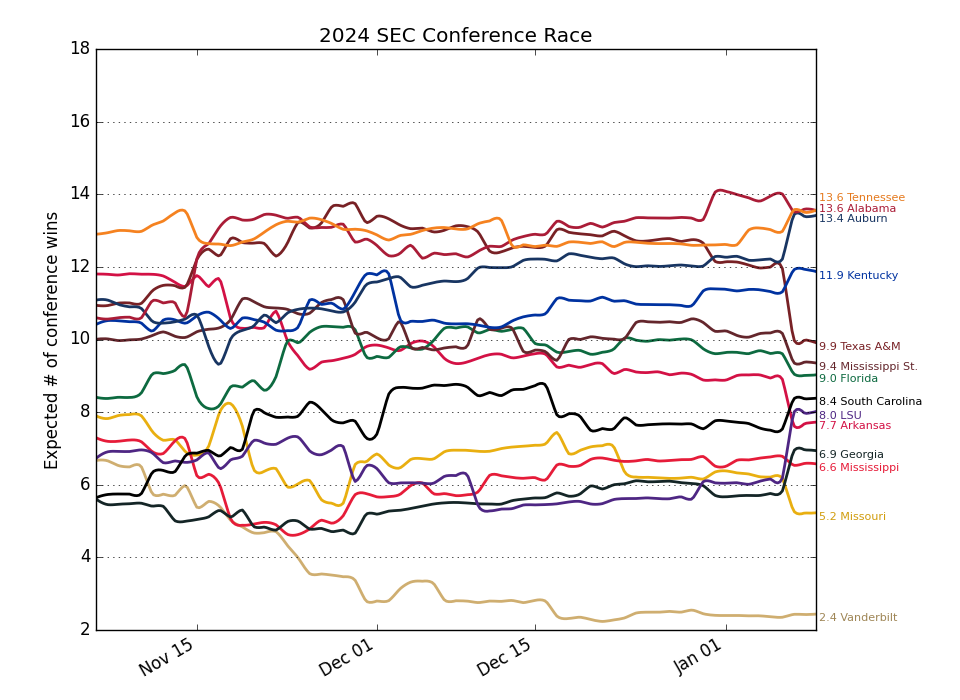 2024 SEC Conference Race
Expected # of conference wins
18
16
14
12
10
8
6
4
2
Nov 15
Dec 01
Dec 15
Jan 01
13.6 Tennessee
13.6 Alabama
13.4 Auburn
11.9 Kentucky
9.9 Texas A&M
9.4 Mississippi St.
9.0 Florida
8.4 South Carolina
8.0 LSU
7.7 Arkansas
6.9 Georgia
6.6 Mississippi
5.2 Missouri
2.4 Vanderbilt